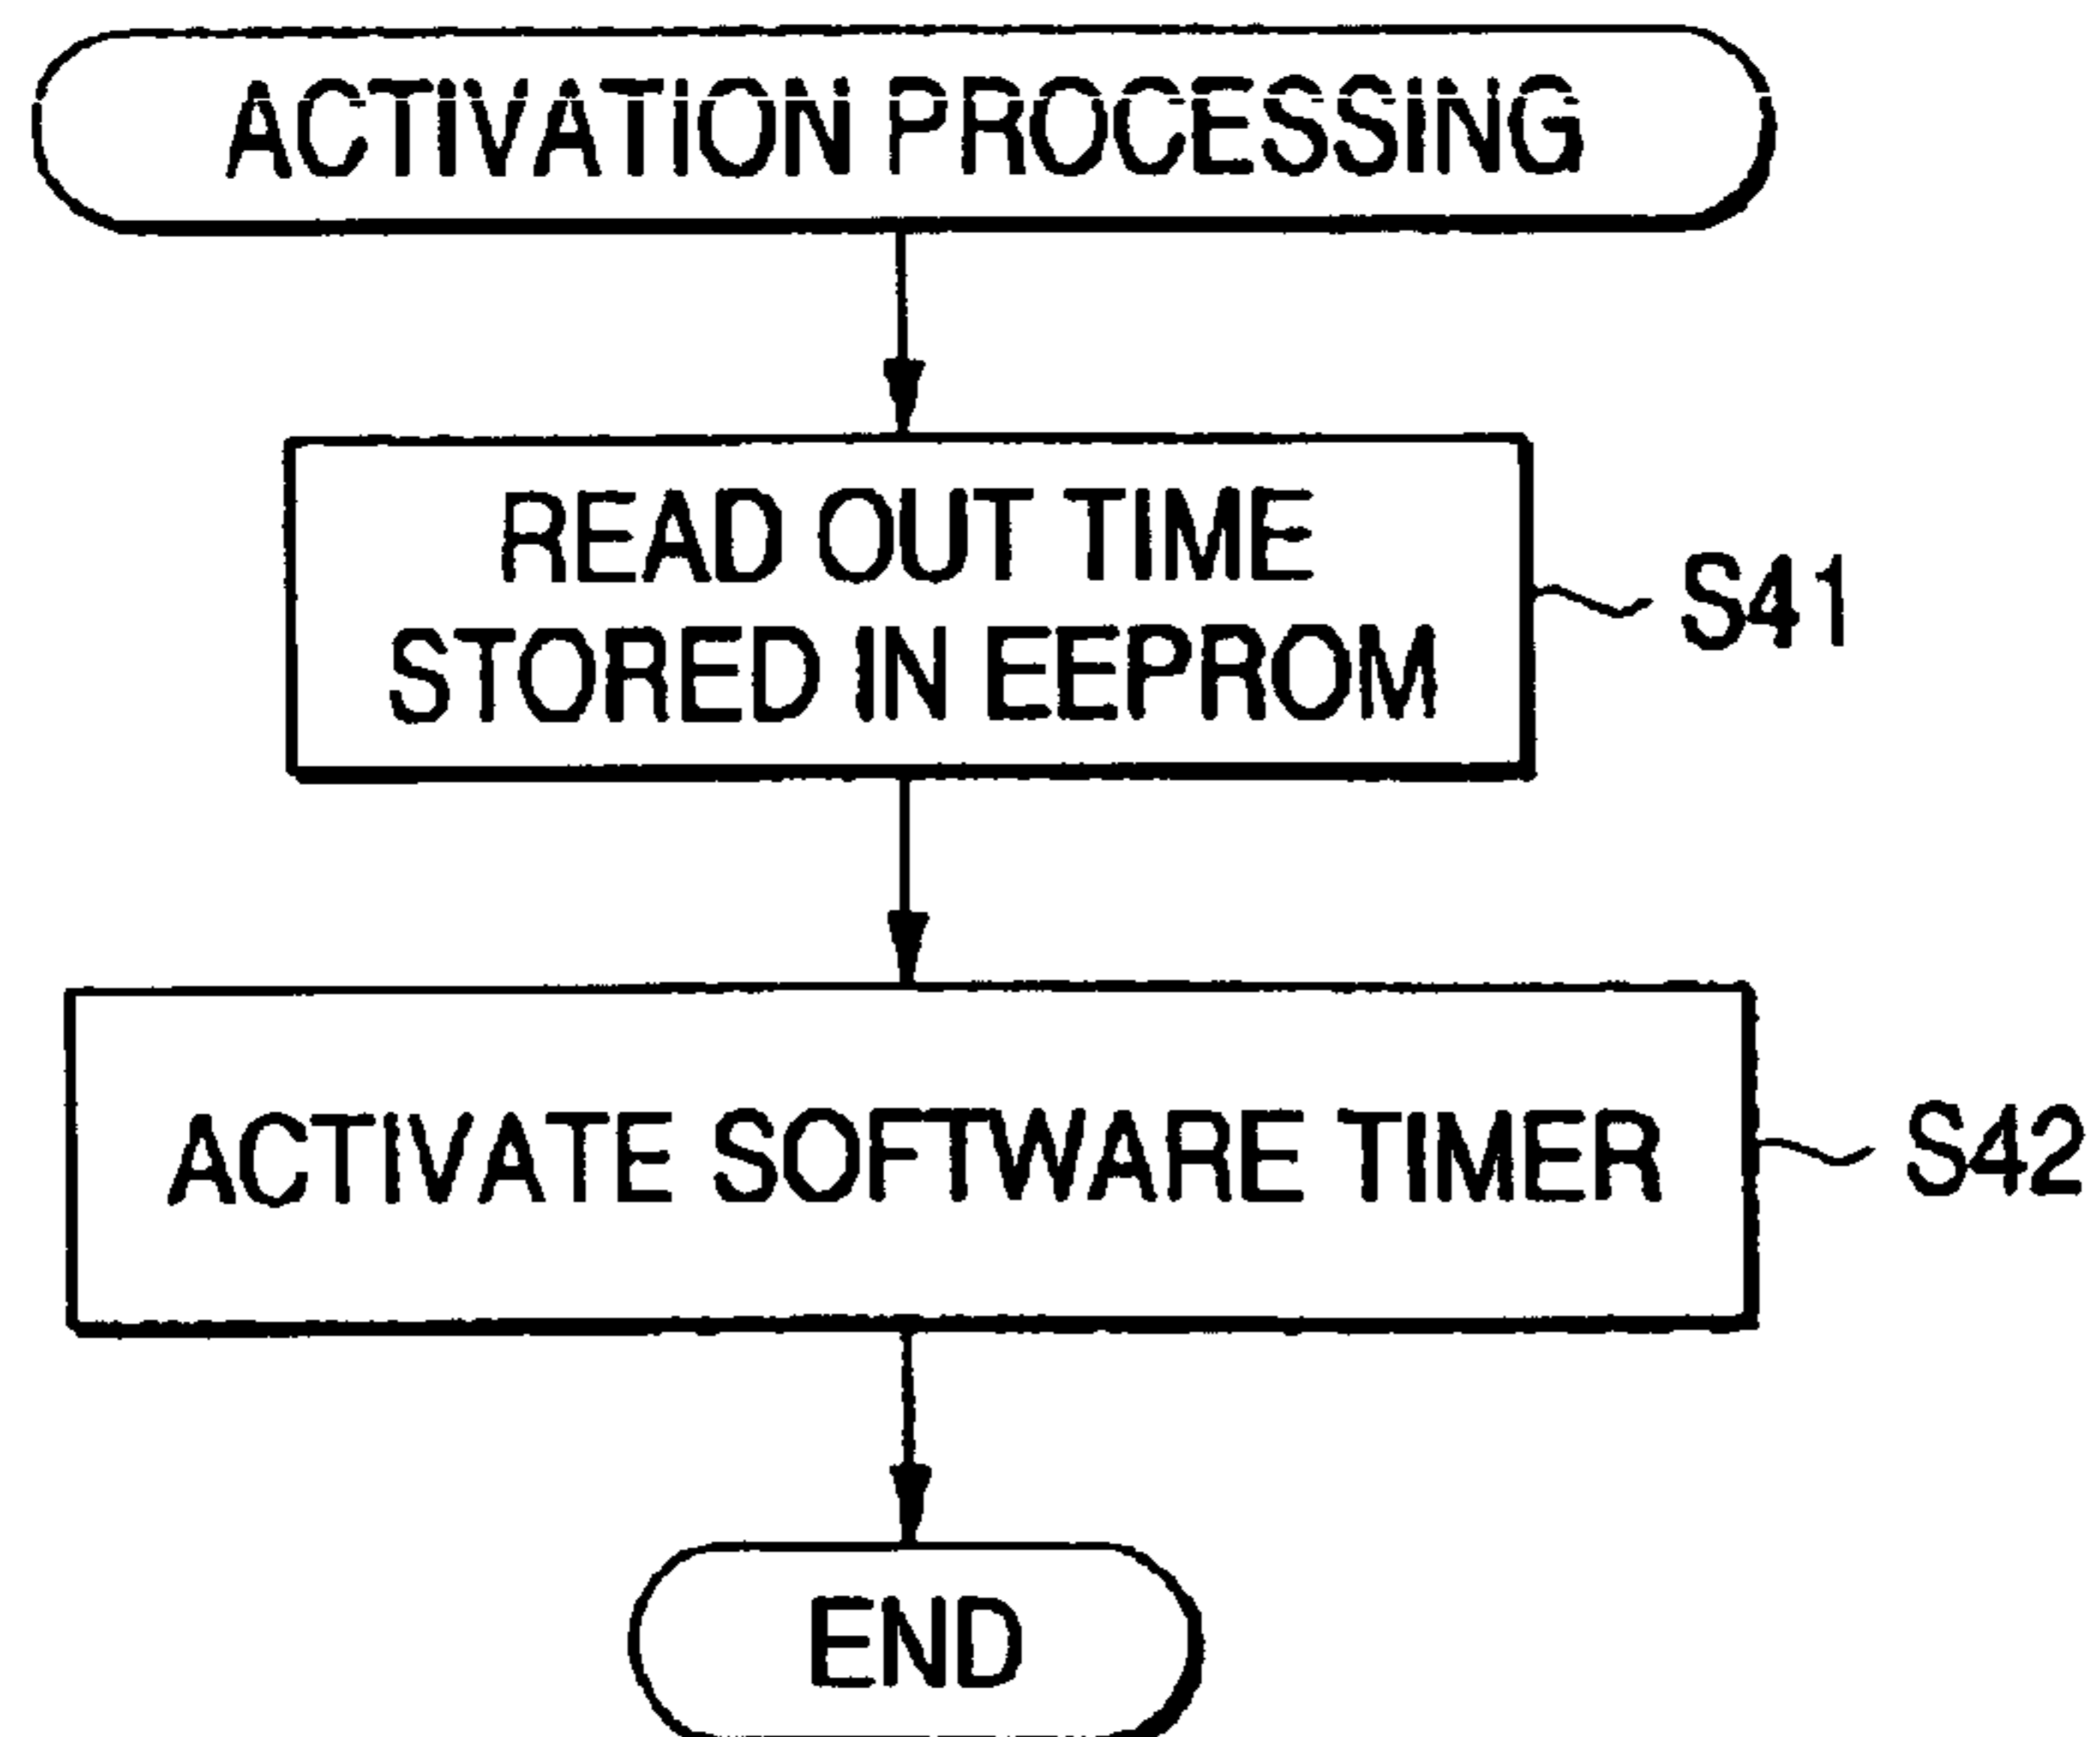 ACTIVATION PROCESSING
READ OUT TIME
STORED IN EEPROM
S41
ACTIVATE SOFTWARE TIMER
S42
END